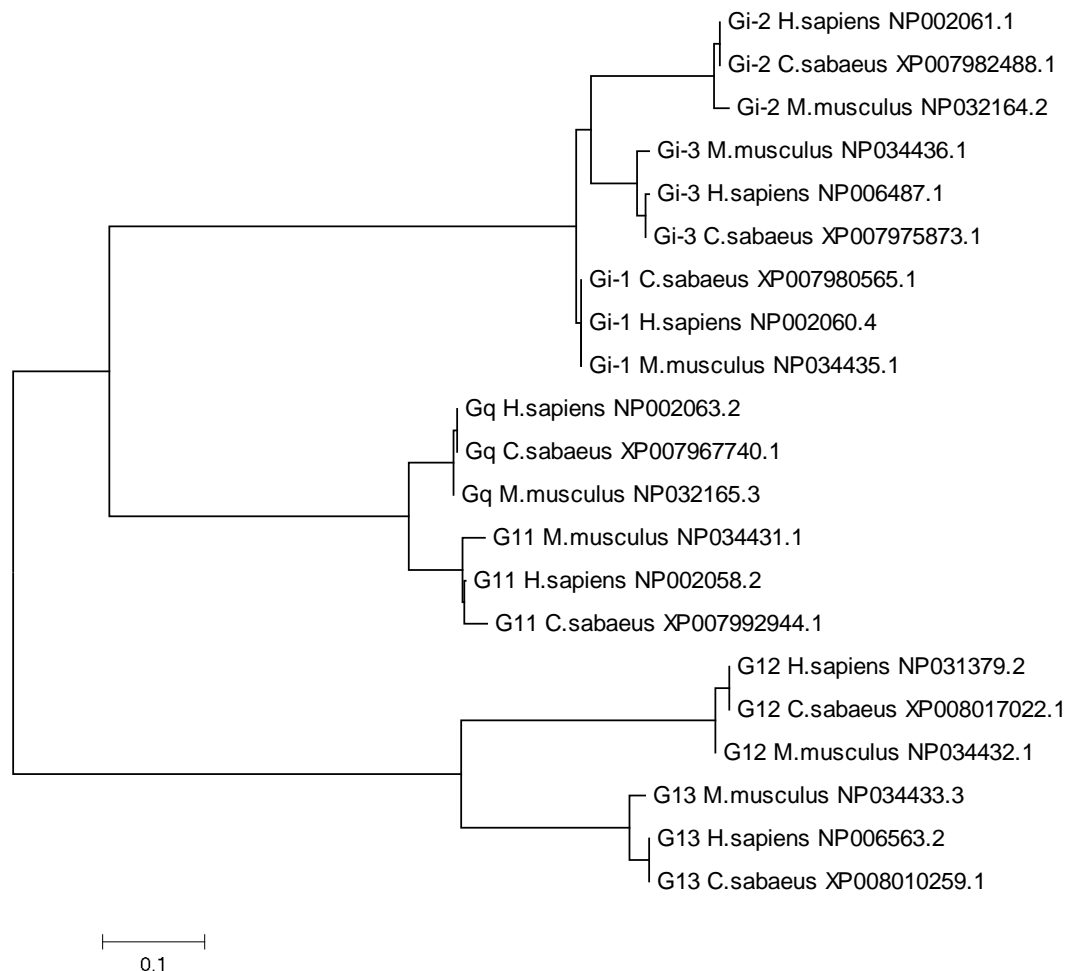 Gi-2 H.sapiens NP002061.1
Gi-2 C.sabaeus XP007982488.1
Gi-2 M.musculus NP032164.2
Gi-3 M.musculus NP034436.1
Gi-3 H.sapiens NP006487.1
Gi-3 C.sabaeus XP007975873.1
Gi-1 C.sabaeus XP007980565.1
Gi-1 H.sapiens NP002060.4
Gi-1 M.musculus NP034435.1
Gq H.sapiens NP002063.2
Gq C.sabaeus XP007967740.1
Gq M.musculus NP032165.3
G11 M.musculus NP034431.1
G11 H.sapiens NP002058.2
G11 C.sabaeus XP007992944.1
G12 H.sapiens NP031379.2
G12 C.sabaeus XP008017022.1
G12 M.musculus NP034432.1
G13 M.musculus NP034433.3
G13 H.sapiens NP006563.2
G13 C.sabaeus XP008010259.1
0.1